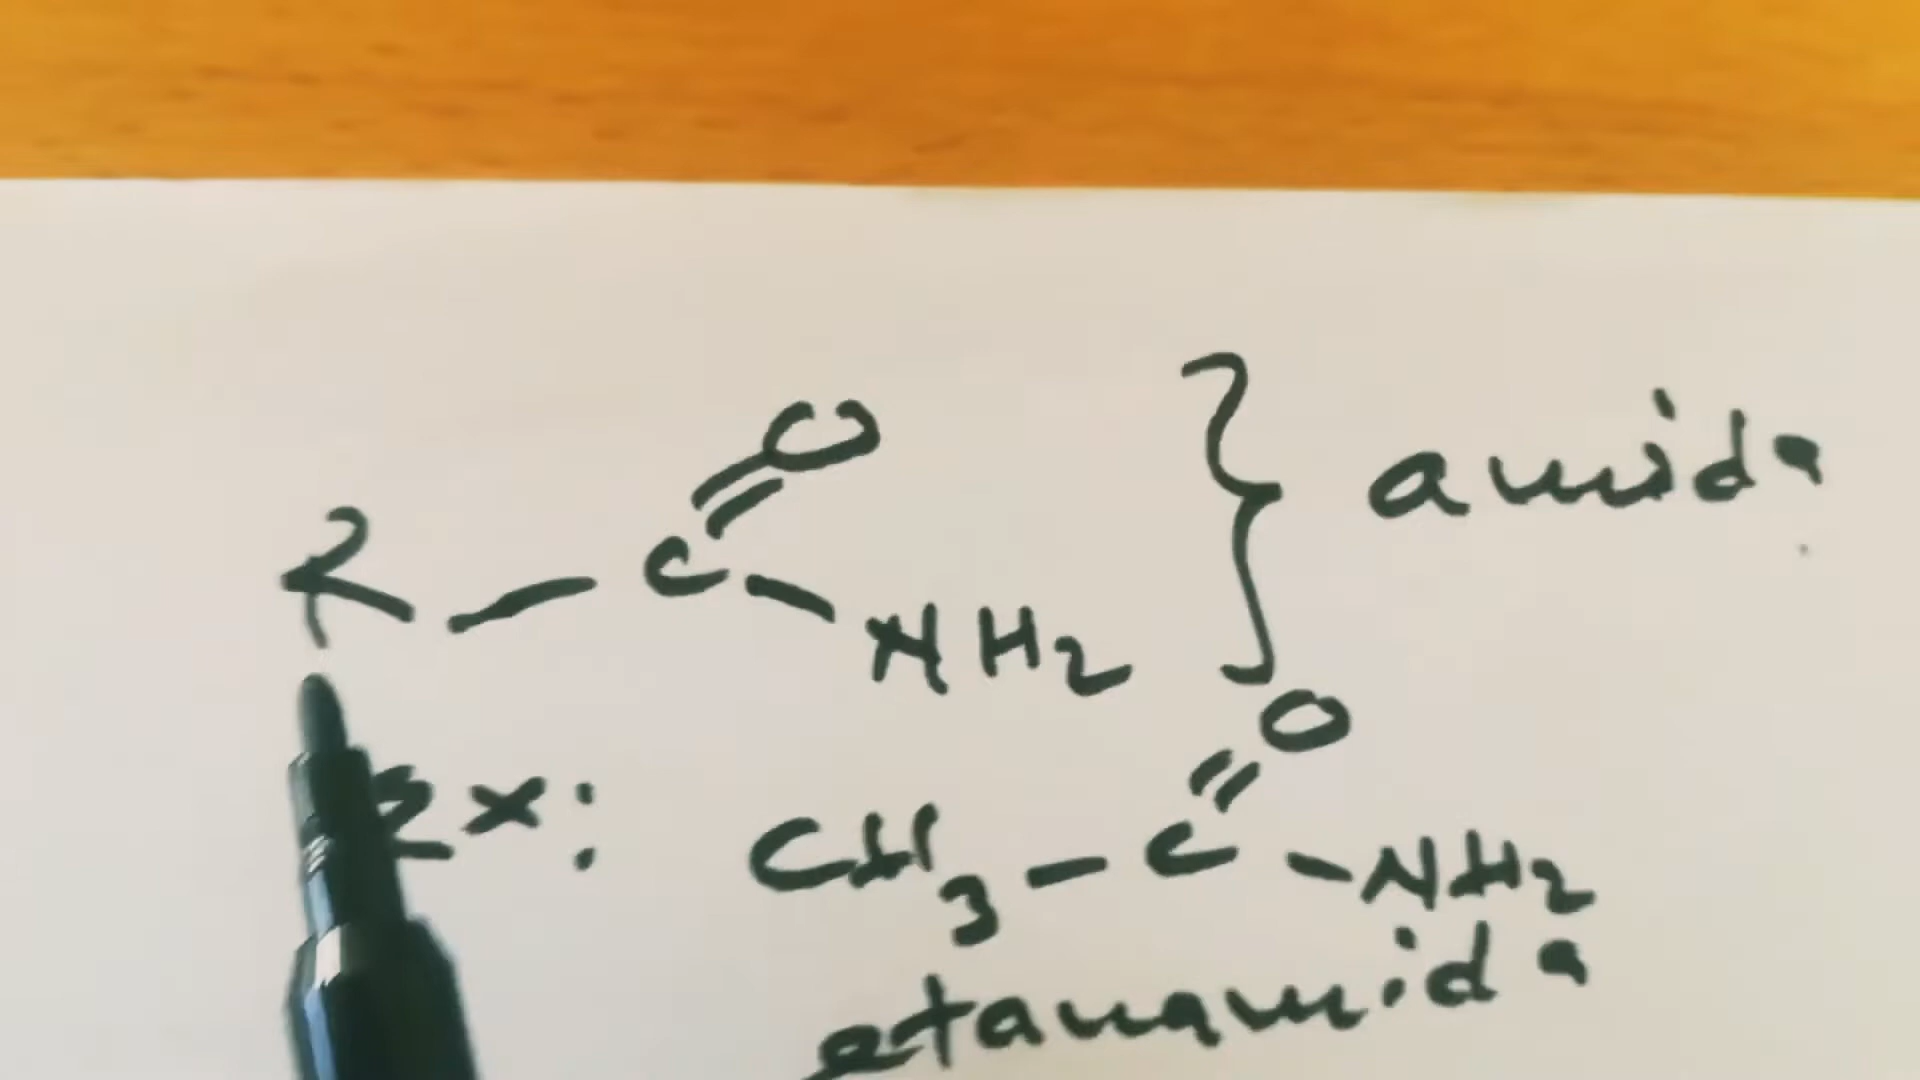 O
R - C - NH2 } amida
Ex: CH3 - C = O - NH2
etanamida